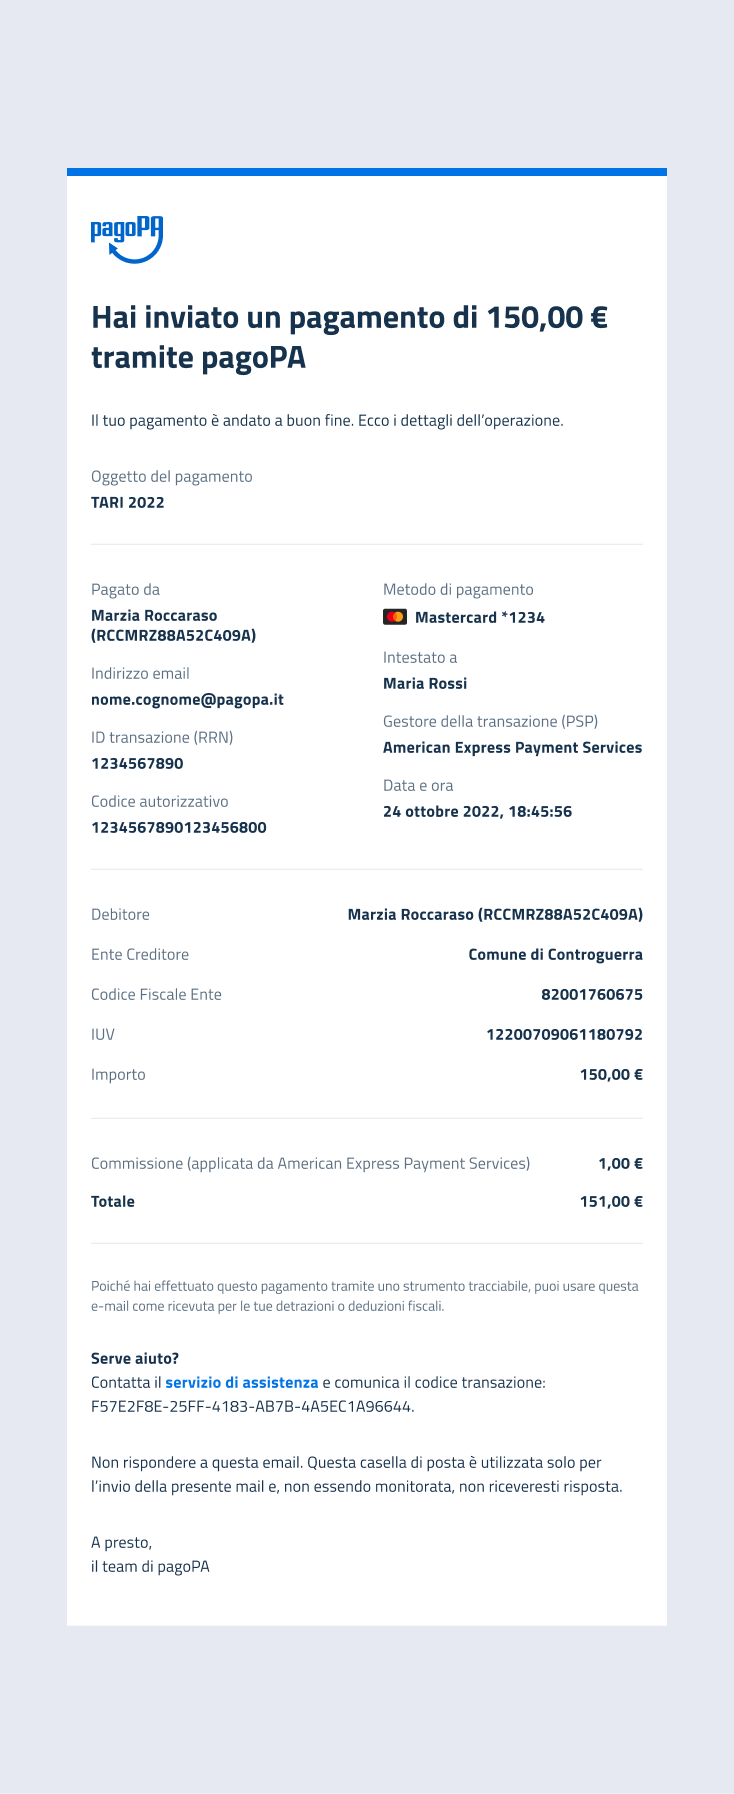 pagoPA
Hai inviato un pagamento di 150,00 €
tramite pagoPA
Il tuo pagamento è andato a buon fine. Ecco i dettagli dell’operazione.
Oggetto del pagamento
TARI 2022
Pagato da
Marzia Roccaraso
(RCCMRZ88A52C409A)
Indirizzo email
nome.cognome@pagopa.it
ID transazione (RRN)
1234567890
Codice autorizzativo
1234567890123456800
Metodo di pagamento
Mastercard *1234
Intestato a
Maria Rossi
Gestore della transazione (PSP)
American Express Payment Services
Data e ora
24 ottobre 2022, 18:45:56
Debitore Marzia Roccaraso (RCCMRZ88A52C409A)
Ente Creditore Comune di Controguerra
Codice Fiscale Ente 82001760675
IUV 12200709061180792
Importo 150,00 €
Commissione (applicata da American Express Payment Services) 1,00 €
Totale 151,00 €
Poiché hai effettuato questo pagamento tramite uno strumento tracciabile, puoi usare questa
e-mail come ricevuta per le tue detrazioni o deduzioni fiscali.
Serve aiuto?
Contatta il servizio di assistenza e comunica il codice transazione:
F57E2F8E-25FF-4183-AB7B-4A5EC1A96644.
Non rispondere a questa email. Questa casella di posta è utilizzata solo per
l’invio della presente mail e, non essendo monitorata, non riceveresti risposta.
A presto,
il team di pagoPA